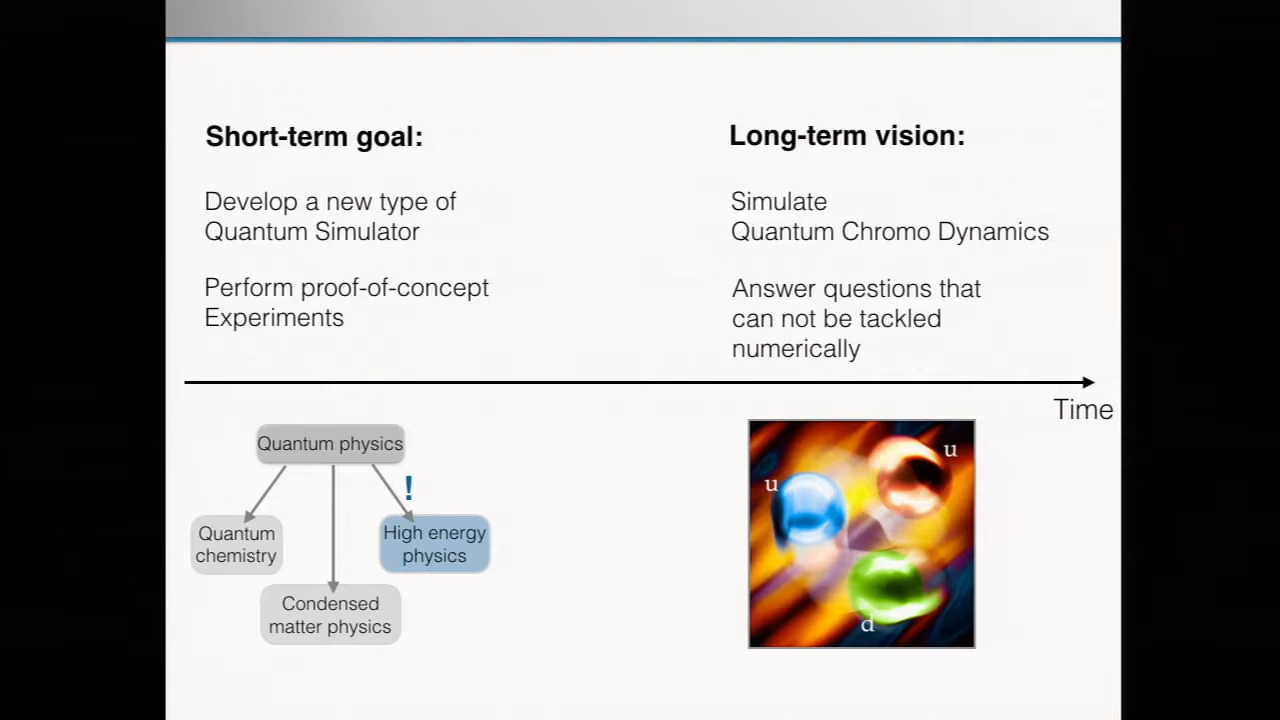 Short-term goal:
Develop a new type of
Quantum Simulator
Perform proof-of-concept
Experiments
Long-term vision:
Simulate
Quantum Chromo Dynamics
Answer questions that
can not be tackled
numerically
Time
Quantum physics
!
Quantum
chemistry
High energy
physics
Condensed
matter physics
u
u
d